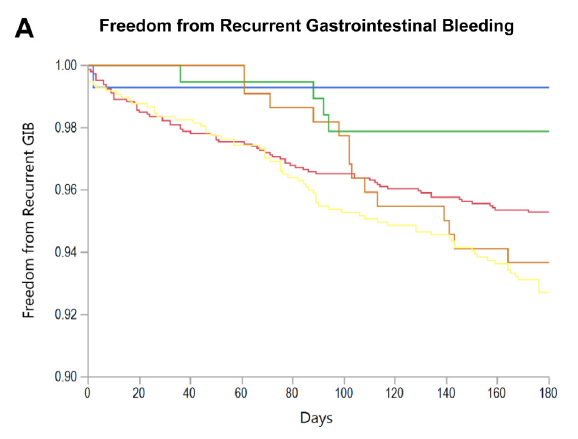 A
Freedom from Recurrent Gastrointestinal Bleeding
Freedom from Recurrent GIB
1.00
0.98
0.96
0.94
0.92
0.90
0 20 40 60 80 100 120 140 160 180
Days